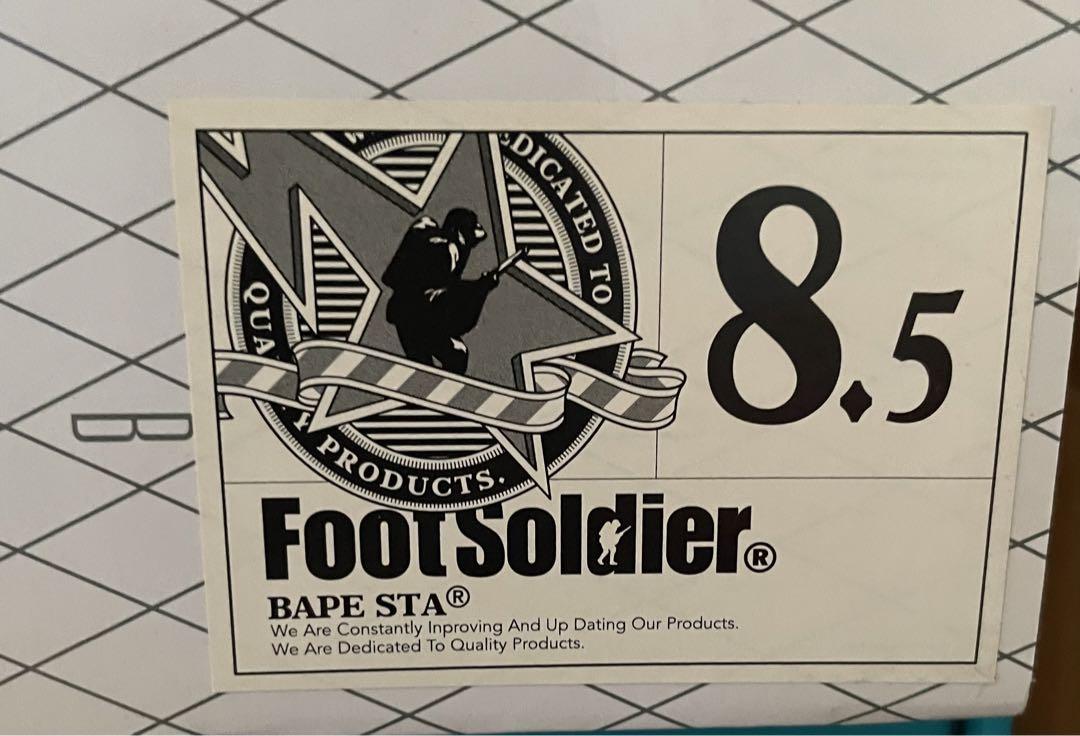 DEDICATED TO
QUALITY PRODUCTS.
8.5
B
FootSoldier®
BAPE STA®
We Are Constantly Inproving And Up Dating Our Products.
We Are Dedicated To Quality Products.